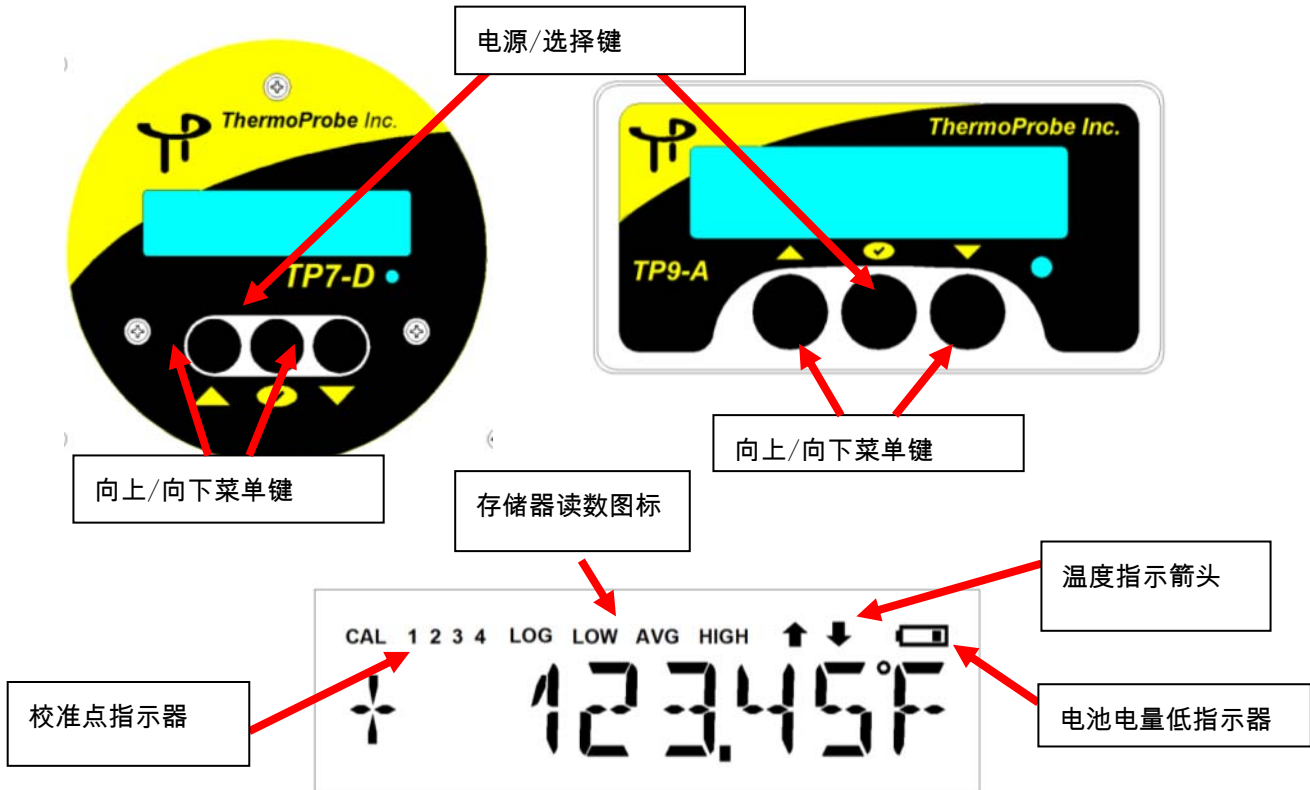 电源/选择键
ThermoProbe Inc.
TP7-D
ThermoProbe Inc.
TP9-A
向上/向下菜单键
向上/向下菜单键
存储器读数图标
温度指示箭头
CAL 1 2 3 4 LOG LOW AVG HIGH
123.45°F
校准点指示器
电池电量低指示器